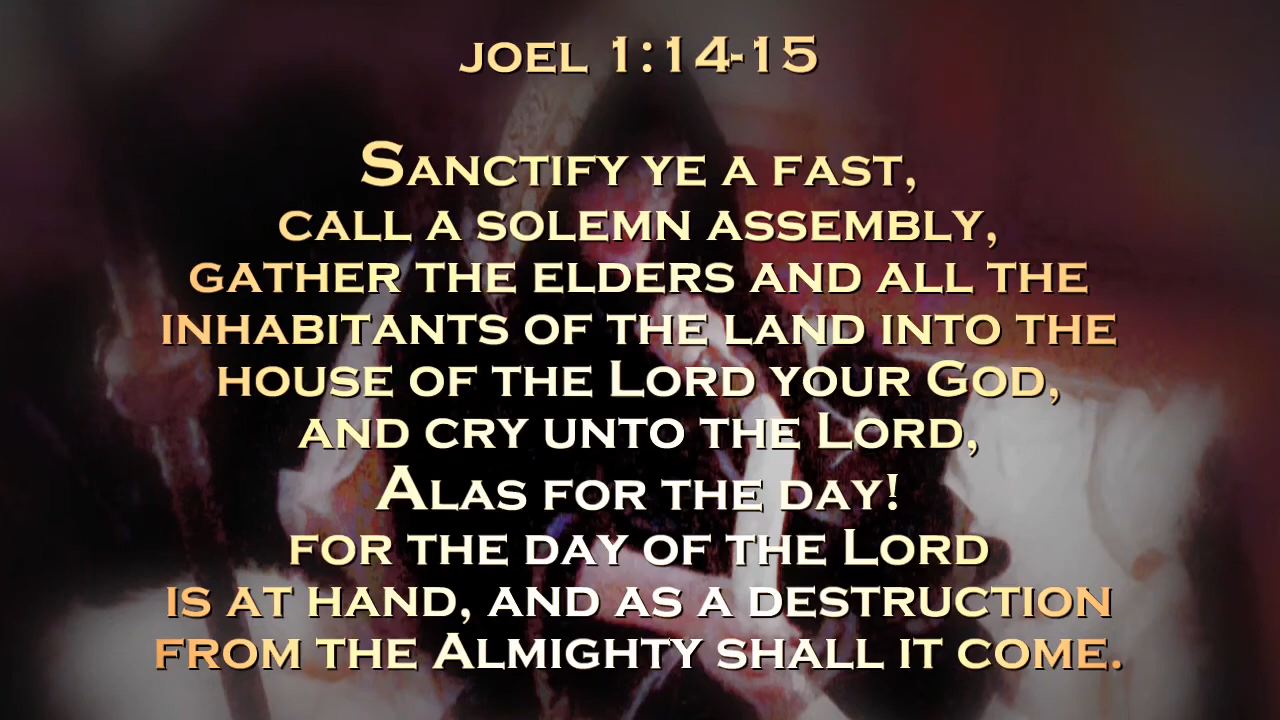 JOEL 1:14-15
SANCTIFY YE A FAST,
CALL A SOLEMN ASSEMBLY,
GATHER THE ELDERS AND ALL THE
INHABITANTS OF THE LAND INTO THE
HOUSE OF THE LORD YOUR GOD,
AND CRY UNTO THE LORD,
ALAS FOR THE DAY!
FOR THE DAY OF THE LORD
IS AT HAND, AND AS A DESTRUCTION
FROM THE ALMIGHTY SHALL IT COME.